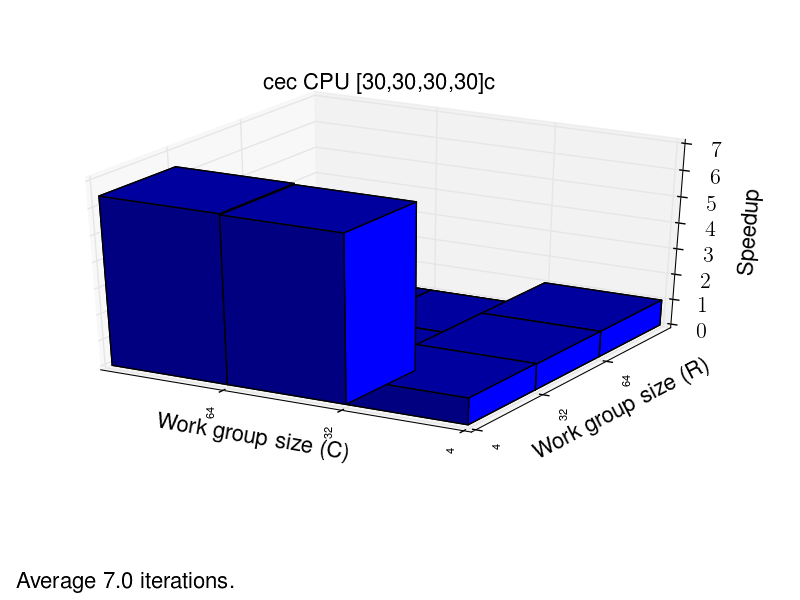 cec CPU [30,30,30,30]c
7
6
5
4
3
2
1
0
Speedup
64
32
4
Work group size (C)
4
32
64
Work group size (R)
Average 7.0 iterations.